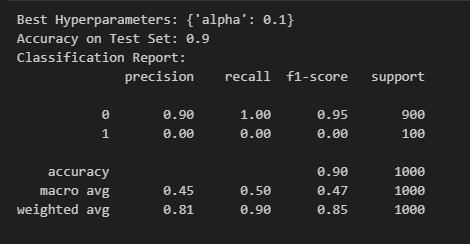 Best Hyperparameters: {'alpha': 0.1}
Accuracy on Test Set: 0.9
Classification Report:
precision recall f1-score support
0 0.90 1.00 0.95 900
1 0.00 0.00 0.00 100
accuracy 0.90 1000
macro avg 0.45 0.50 0.47 1000
weighted avg 0.81 0.90 0.85 1000